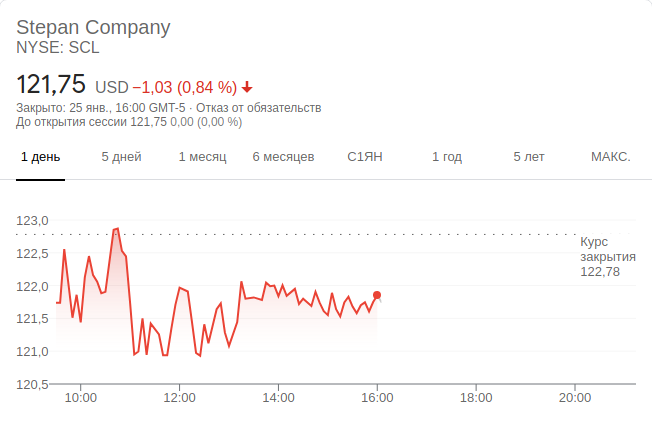 Stepan Company
NYSE: SCL
121,75 USD −1,03 (0,84 %)
Закрыто: 25 янв., 16:00 GMT-5 · Отказ от обязательств
До открытия сессии 121,75 0,00 (0,00 %)
1 день 5 дней 1 месяц 6 месяцев С1ЯН 1 год 5 лет МАКС.
123,0
122,5
122,0
121,5
121,0
120,5
Курс
закрытия
122,78
10:00 12:00 14:00 16:00 18:00 20:00